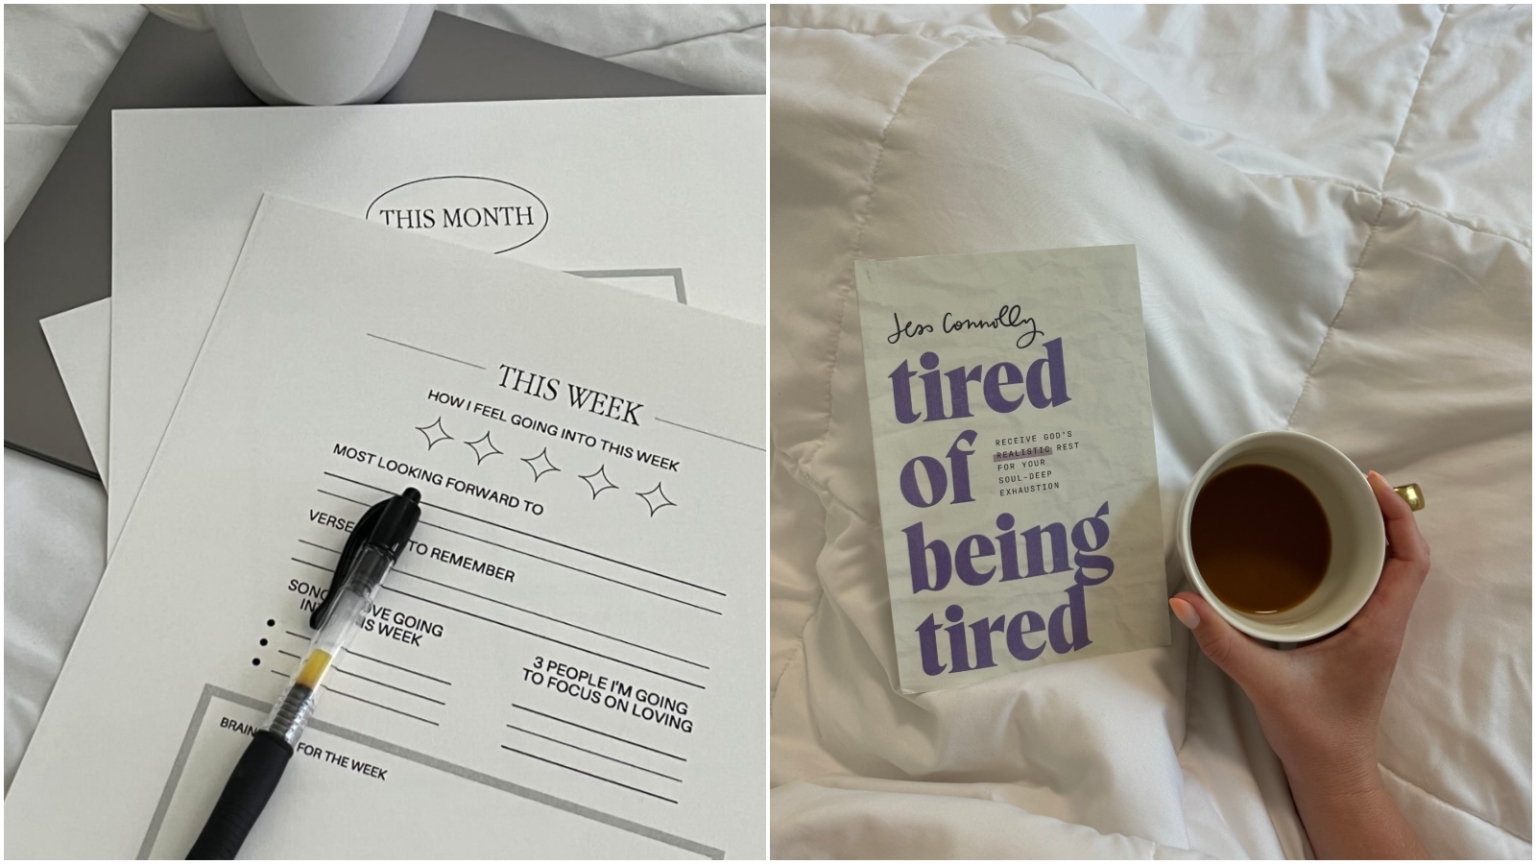 THIS MONTH
THIS WEEK
HOW I FEEL GOING INTO THIS WEEK
MOST LOOKING FORWARD TO
VERSE TO REMEMBER
GOING
WEEK
3 PEOPLE I'M GOING
TO FOCUS ON LOVING
FOR THE WEEK
Jess Connolly
tired
of
being
tired
RECEIVE GOD'S
REALISTIC REST
FOR YOUR
SOUL-DEEP
EXHAUSTION